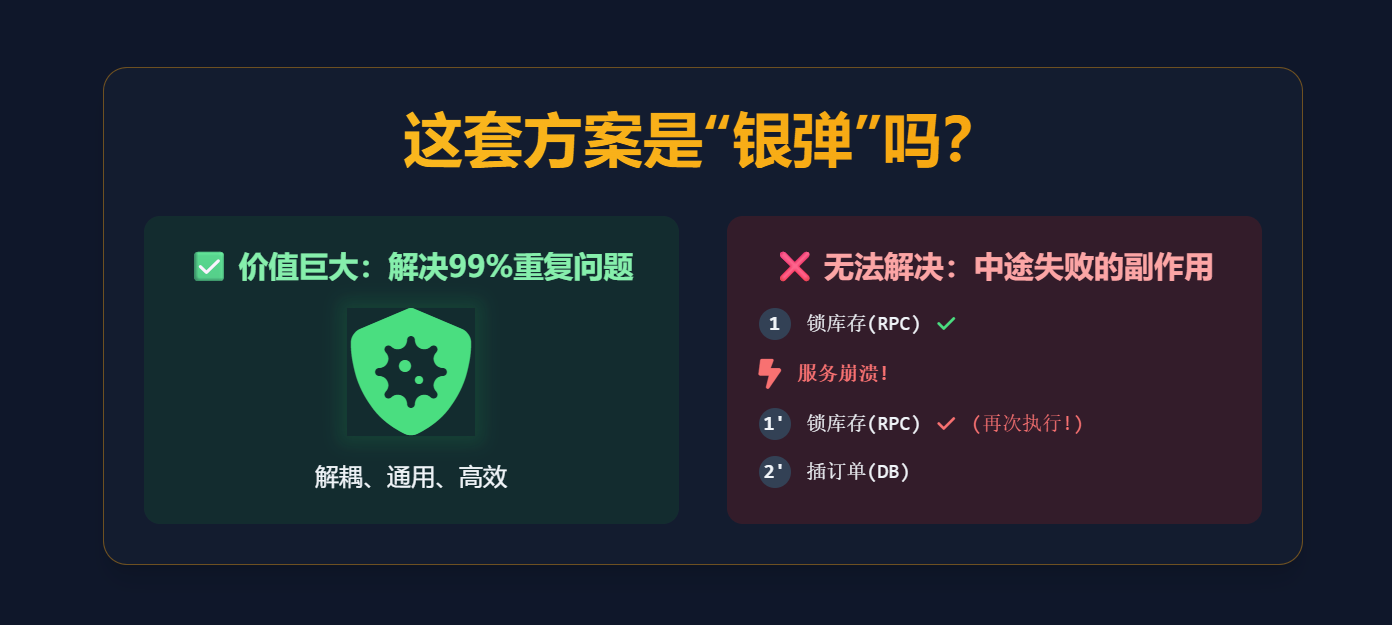 这套方案是“银弹”吗？
✅ 价值巨大：解决99%重复问题
解耦、通用、高效
❌ 无法解决：中途失败的副作用
1 锁库存(RPC) ✓
服务崩溃!
1' 锁库存(RPC) ✓ (再次执行!)
2' 插订单(DB)